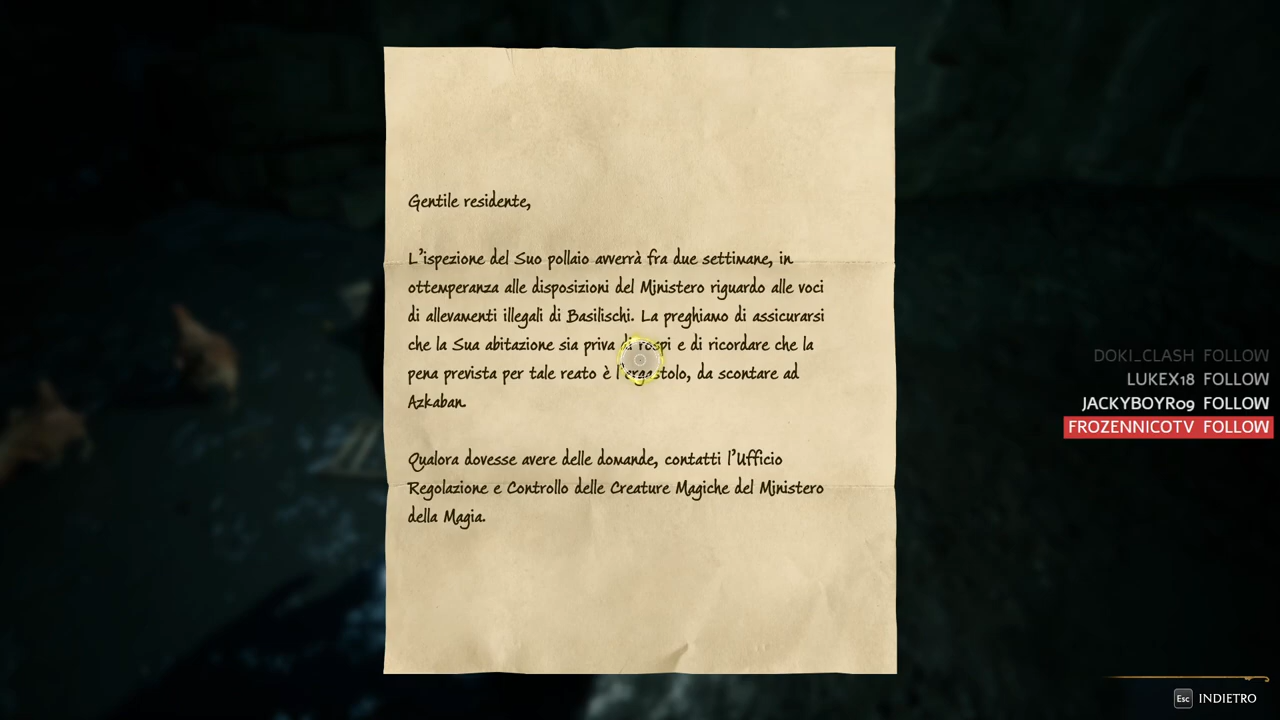 Gentile residente,
L'ispezione del Suo pollaio avverrà fra due settimane, in
ottemperanza alle disposizioni del Ministero riguardo alle voci
di allevamenti illegali di Basilischi. La preghiamo di assicurarsi
che la Sua abitazione sia priva di rospi e di ricordare che la
pena prevista per tale reato è l'ergastolo, da scontare ad
Azkaban.
Qualora dovesse avere delle domande, contatti l'Ufficio
Regolazione e Controllo delle Creature Magiche del Ministero
della Magia.
DOKI_CLASH FOLLOW
LUKEX18 FOLLOW
JACKYBOYR09 FOLLOW
FROZENNICOTV FOLLOW
Esc INDIETRO